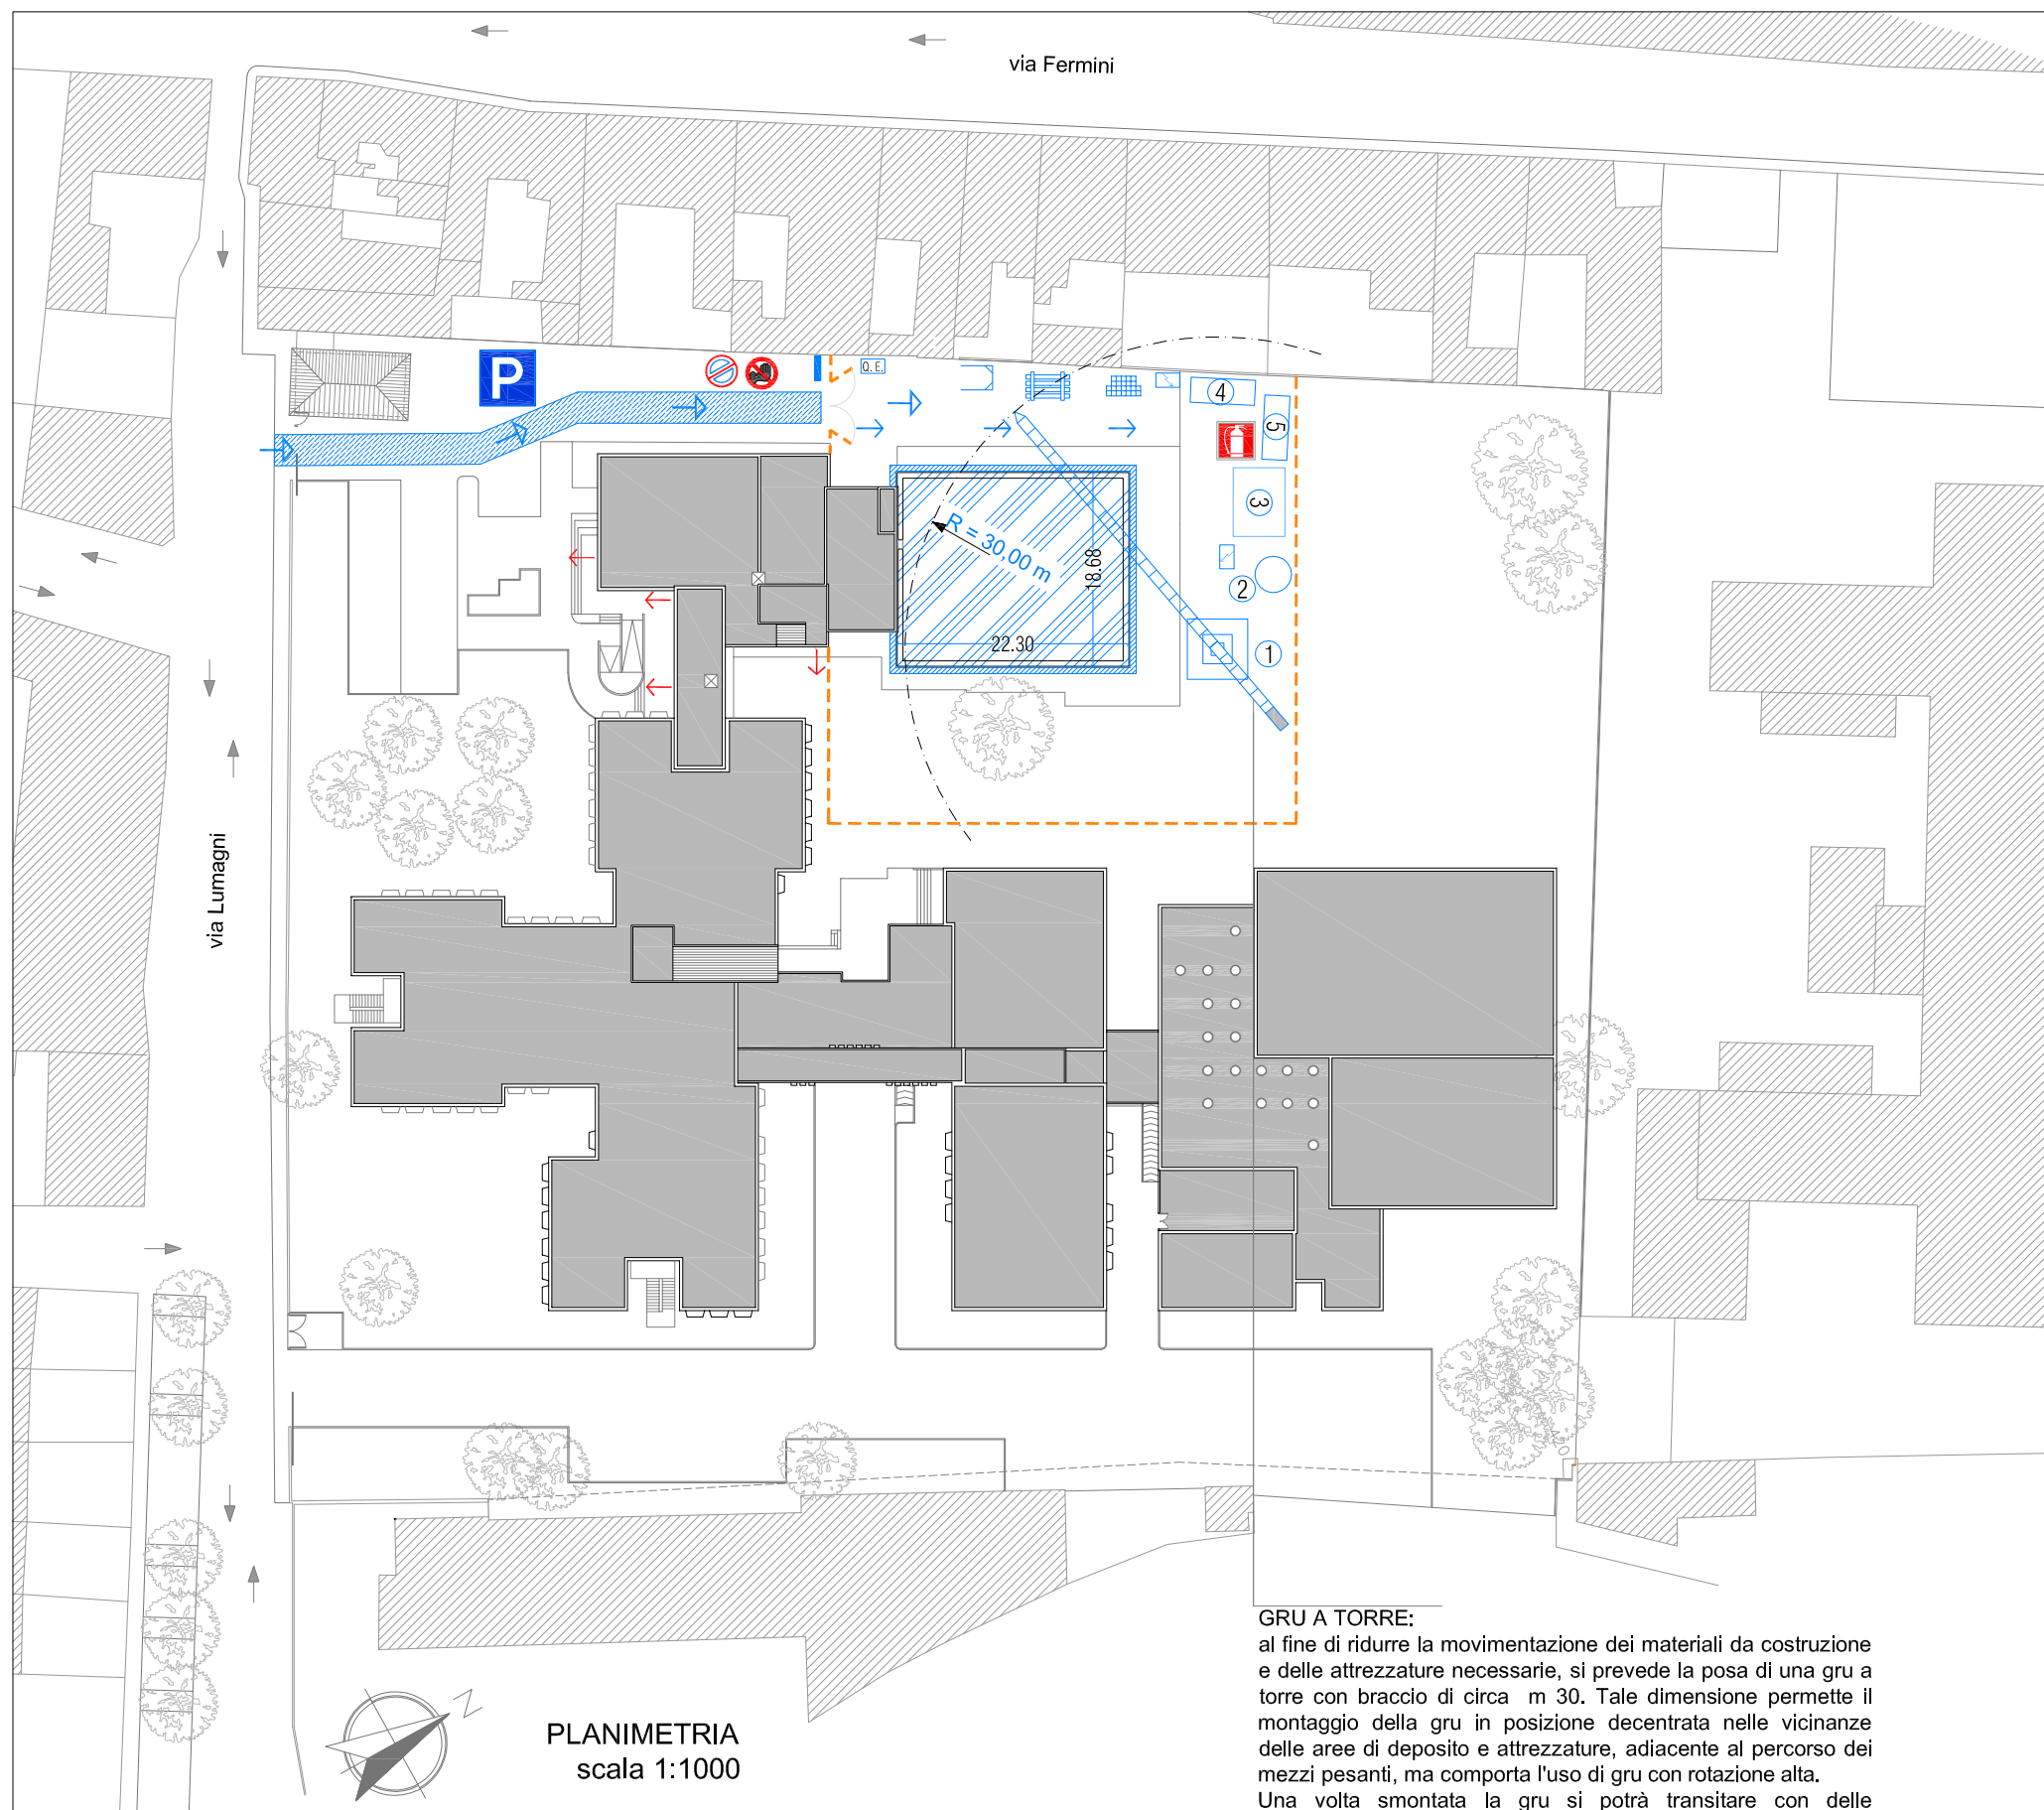 via Fermini
P
Q.E.
4
5
3
2
1
R = 30,00 m
18.68
22.30
via Lumagni
N
PLANIMETRIA
scala 1:1000
GRU A TORRE:
al fine di ridurre la movimentazione dei materiali da costruzione
e delle attrezzature necessarie, si prevede la posa di una gru a
torre con braccio di circa m 30. Tale dimensione permette il
montaggio della gru in posizione decentrata nelle vicinanze
delle aree di deposito e attrezzature, adiacente al percorso dei
mezzi pesanti, ma comporta l'uso di gru con rotazione alta.
Una volta smontata la gru si potrà transitare con delle